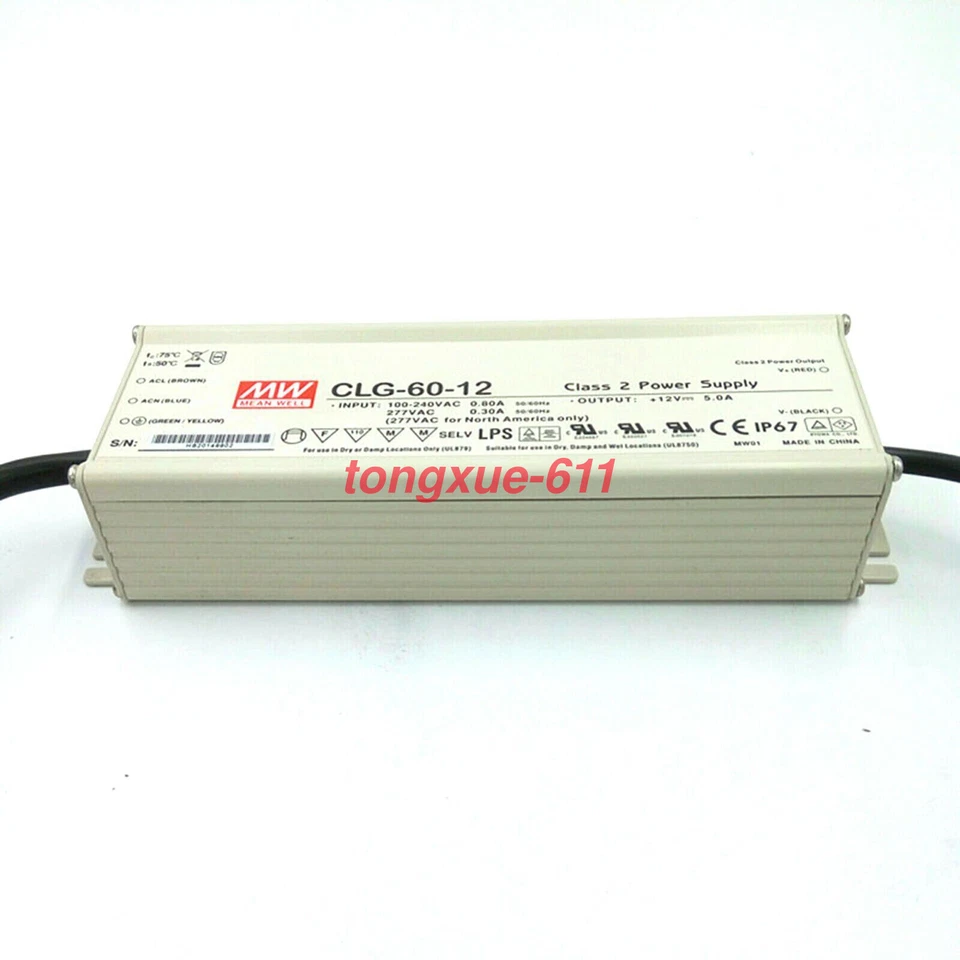 tc :75℃
ta :50℃
Class 2 Power Output
ACL (BROWN)
V+ (RED)
MW
MEAN WELL
CLG-60-12
Class 2 Power Supply
ACN (BLUE)
· INPUT: 100-240VAC 0.80A 50/60Hz
· OUTPUT: +12V 5.0A
277VAC 0.30A 50/60Hz
(GREEN / YELLOW)
(277VAC for North America only)
V- (BLACK)
S/N:
F 110 M M SELV LPS
CE IP67
For use in Dry or Damp Locations Only (UL879)
Suitable for use in Dry, Damp and Wet Locations (UL8750)
MW01 MADE IN CHINA
tongxue-611